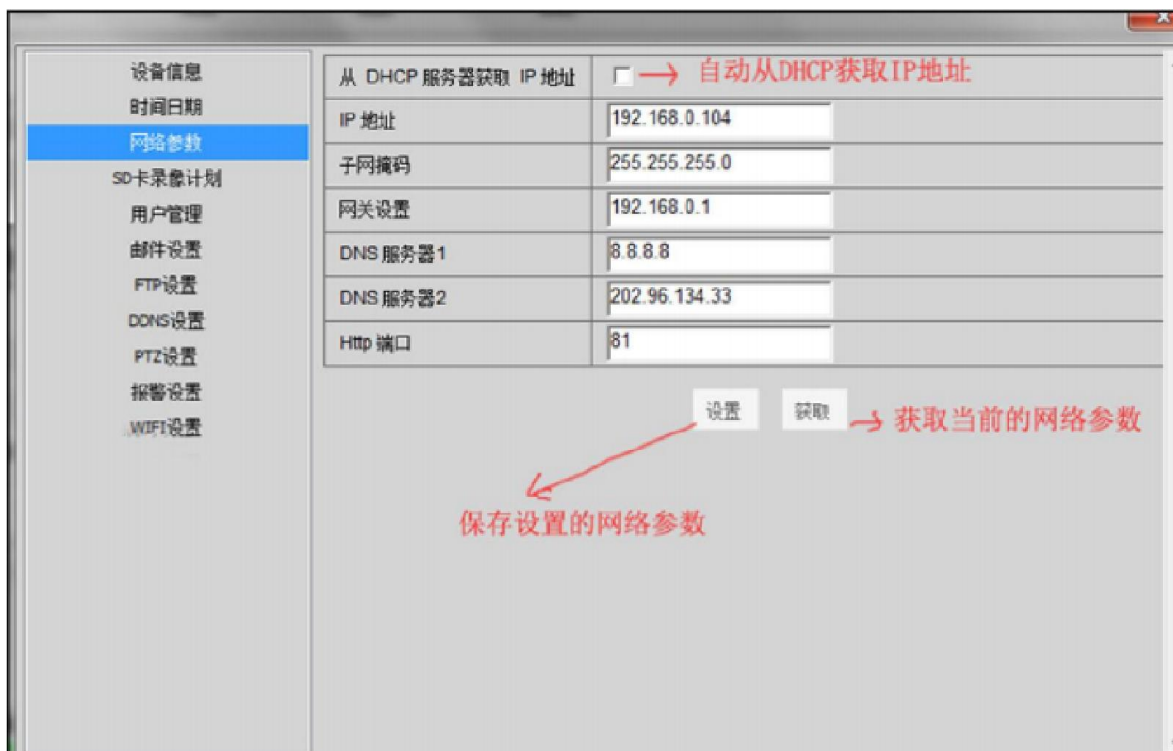 设备信息
时间日期
网络参数
SD卡录像计划
用户管理
邮件设置
FTP设置
DDNS设置
PTZ设置
报警设置
WIFI设置
从 DHCP 服务器获取 IP 地址
自动从DHCP获取IP地址
IP 地址 192.168.0.104
子网掩码 255.255.255.0
网关设置 192.168.0.1
DNS 服务器1 8.8.8.8
DNS 服务器2 202.96.134.33
Http 端口 81
设置 获取
获取当前的网络参数
保存设置的网络参数